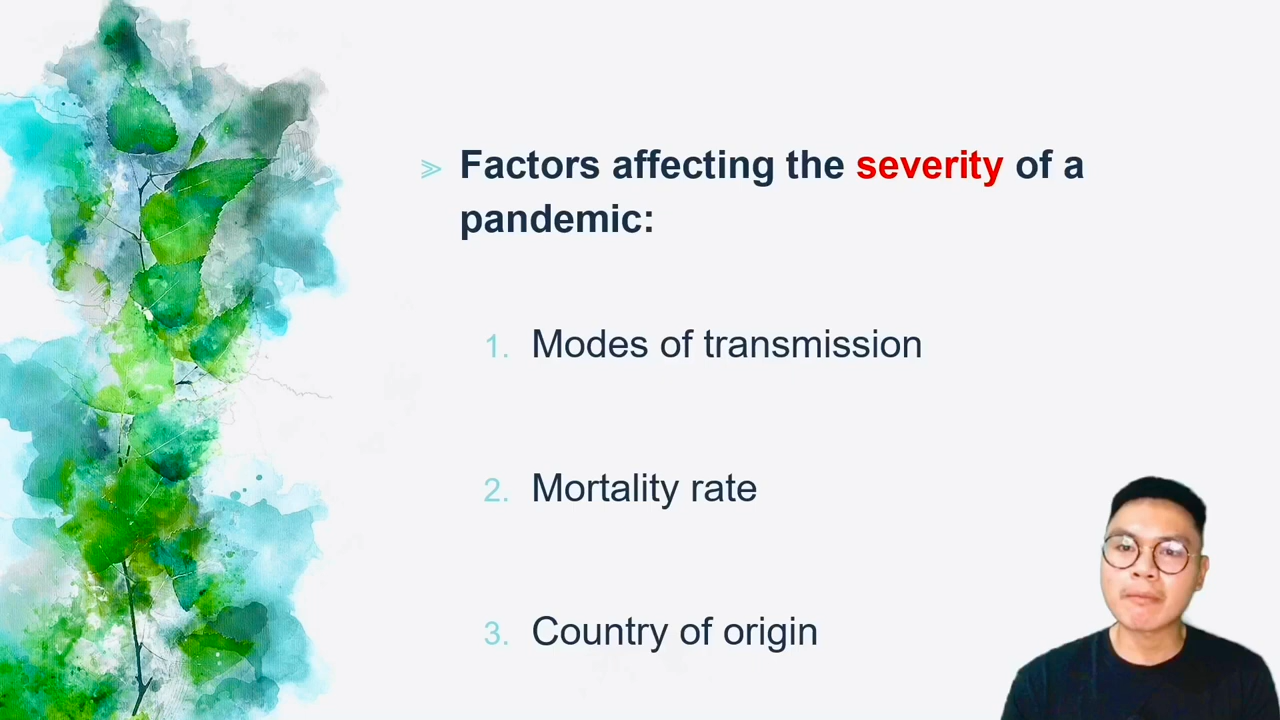 Factors affecting the severity of a
pandemic:
1. Modes of transmission
2. Mortality rate
3. Country of origin